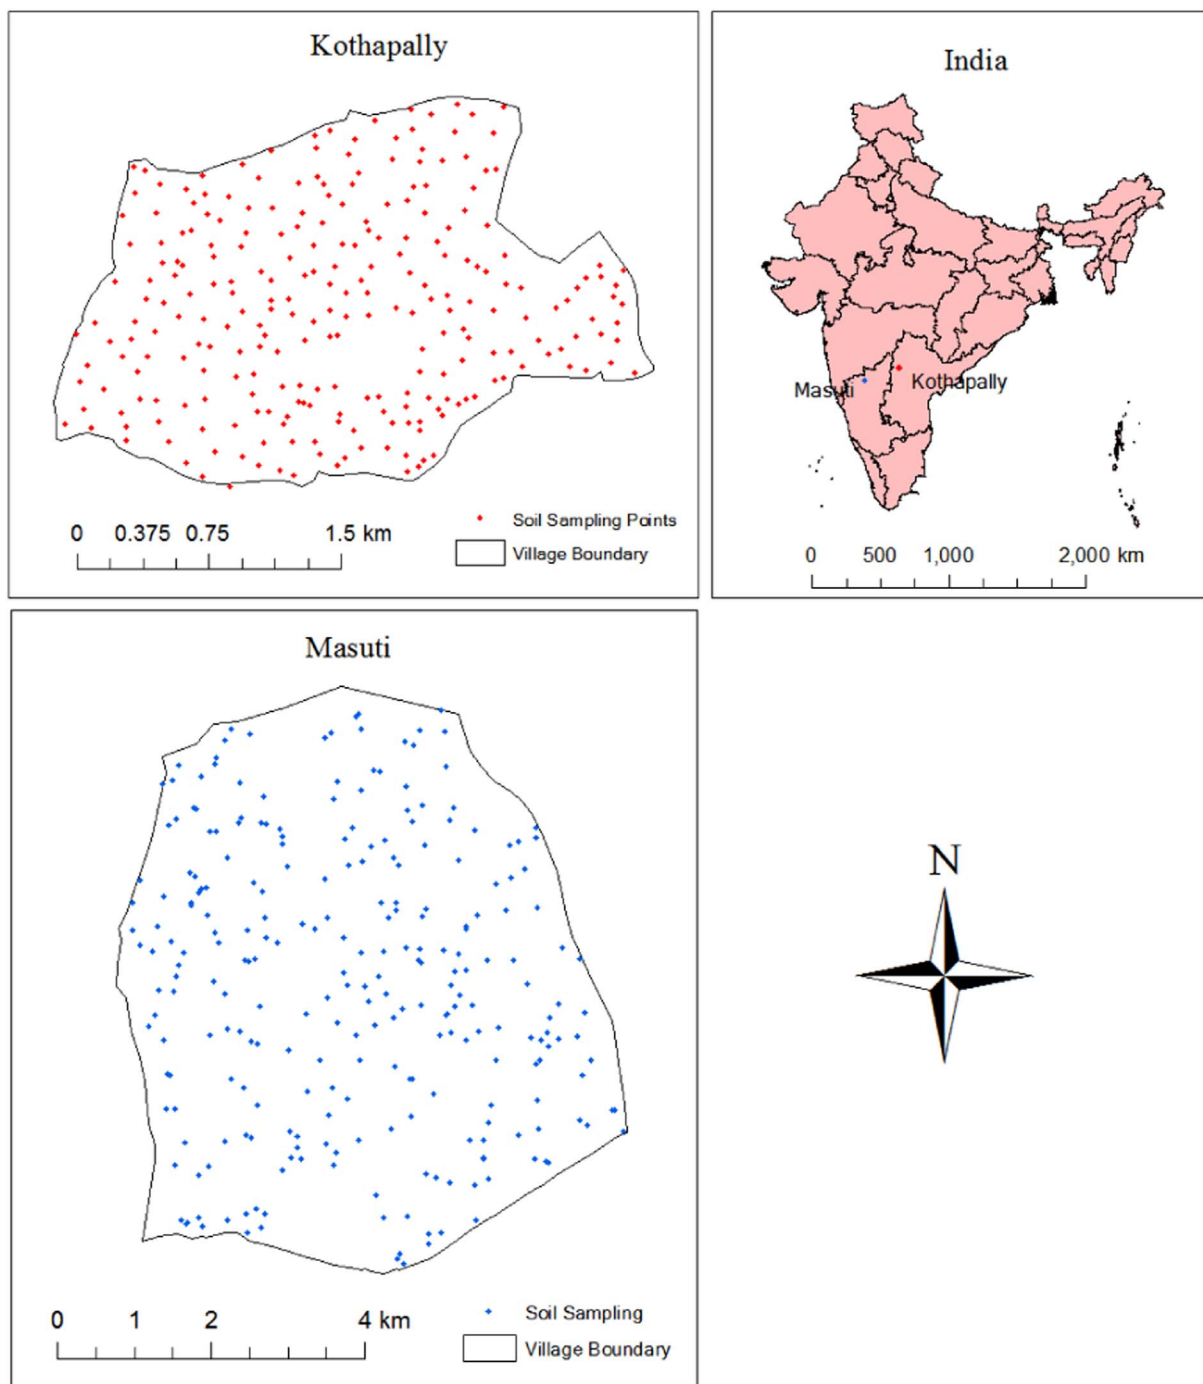 Kothapally
0 0.375 0.75 1.5 km
Soil Sampling Points
Village Boundary
India
Masuti
Kothapally
0 500 1,000 2,000 km
Masuti
0 1 2 4 km
Soil Sampling
Village Boundary
N